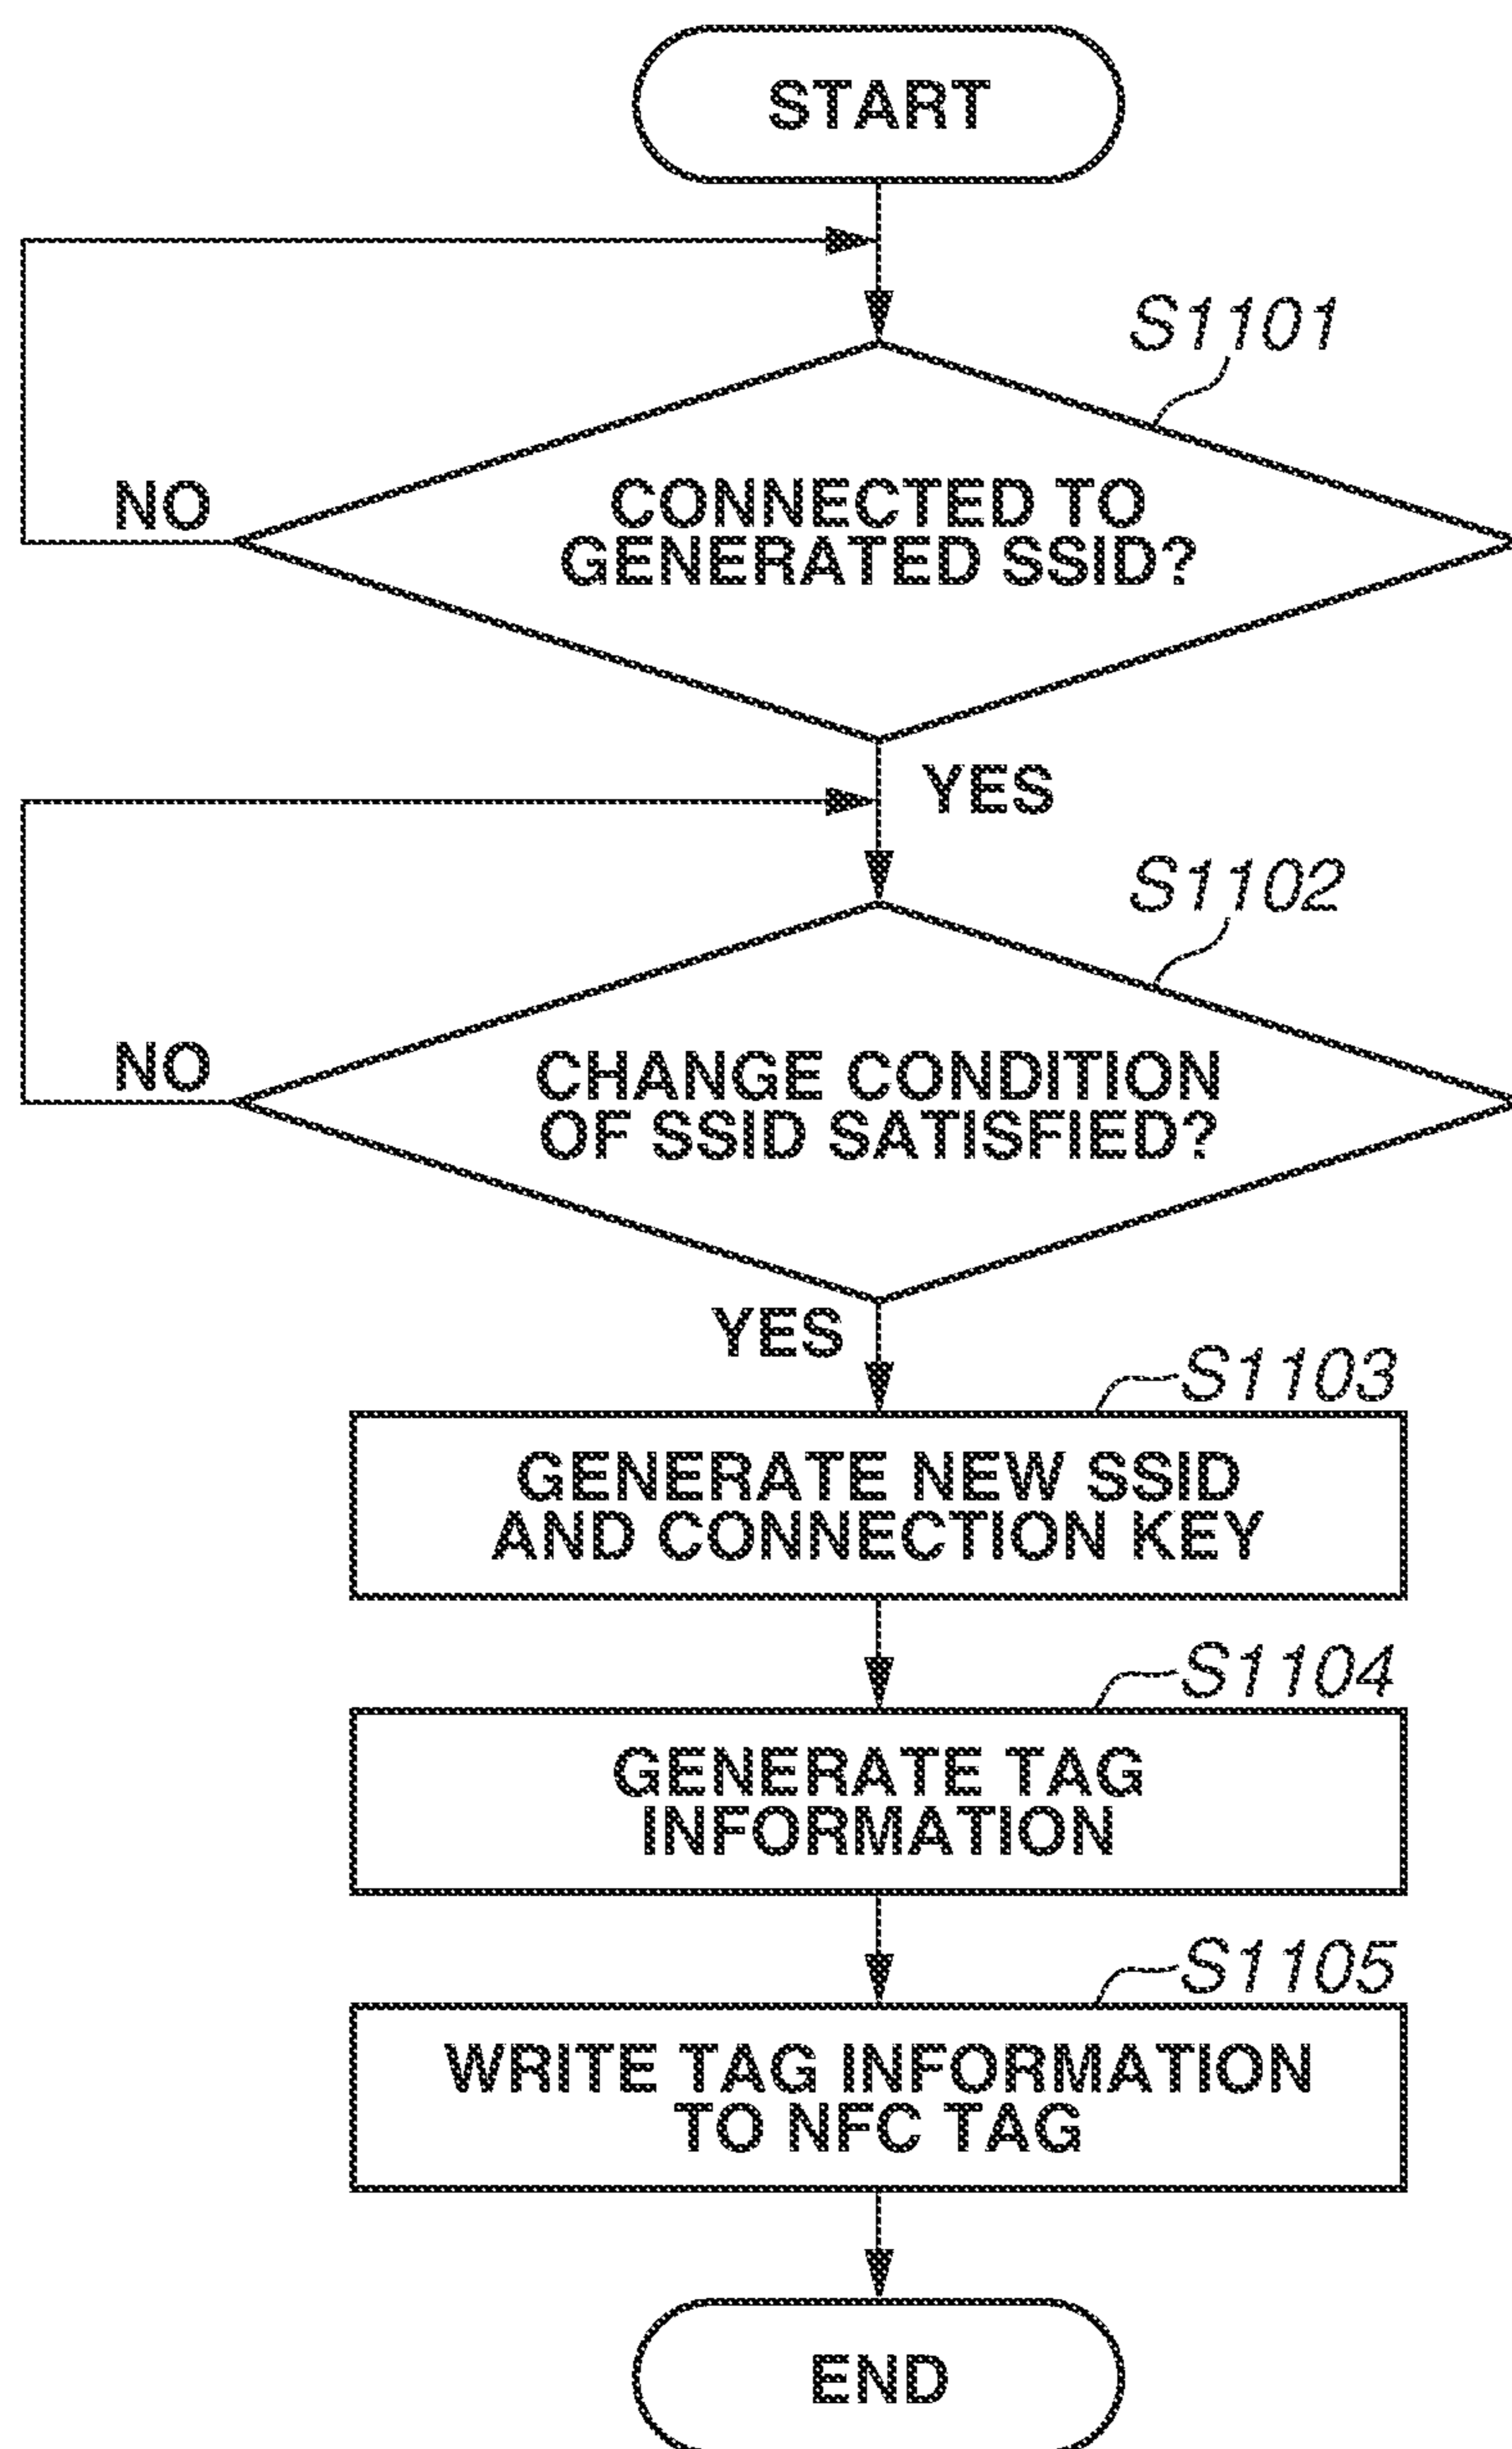 START
S1101
CONNECTED TO
GENERATED SSID?
NO
YES
S1102
CHANGE CONDITION
OF SSID SATISFIED?
NO
YES
S1103
GENERATE NEW SSID
AND CONNECTION KEY
S1104
GENERATE TAG
INFORMATION
S1105
WRITE TAG INFORMATION
TO NFC TAG
END